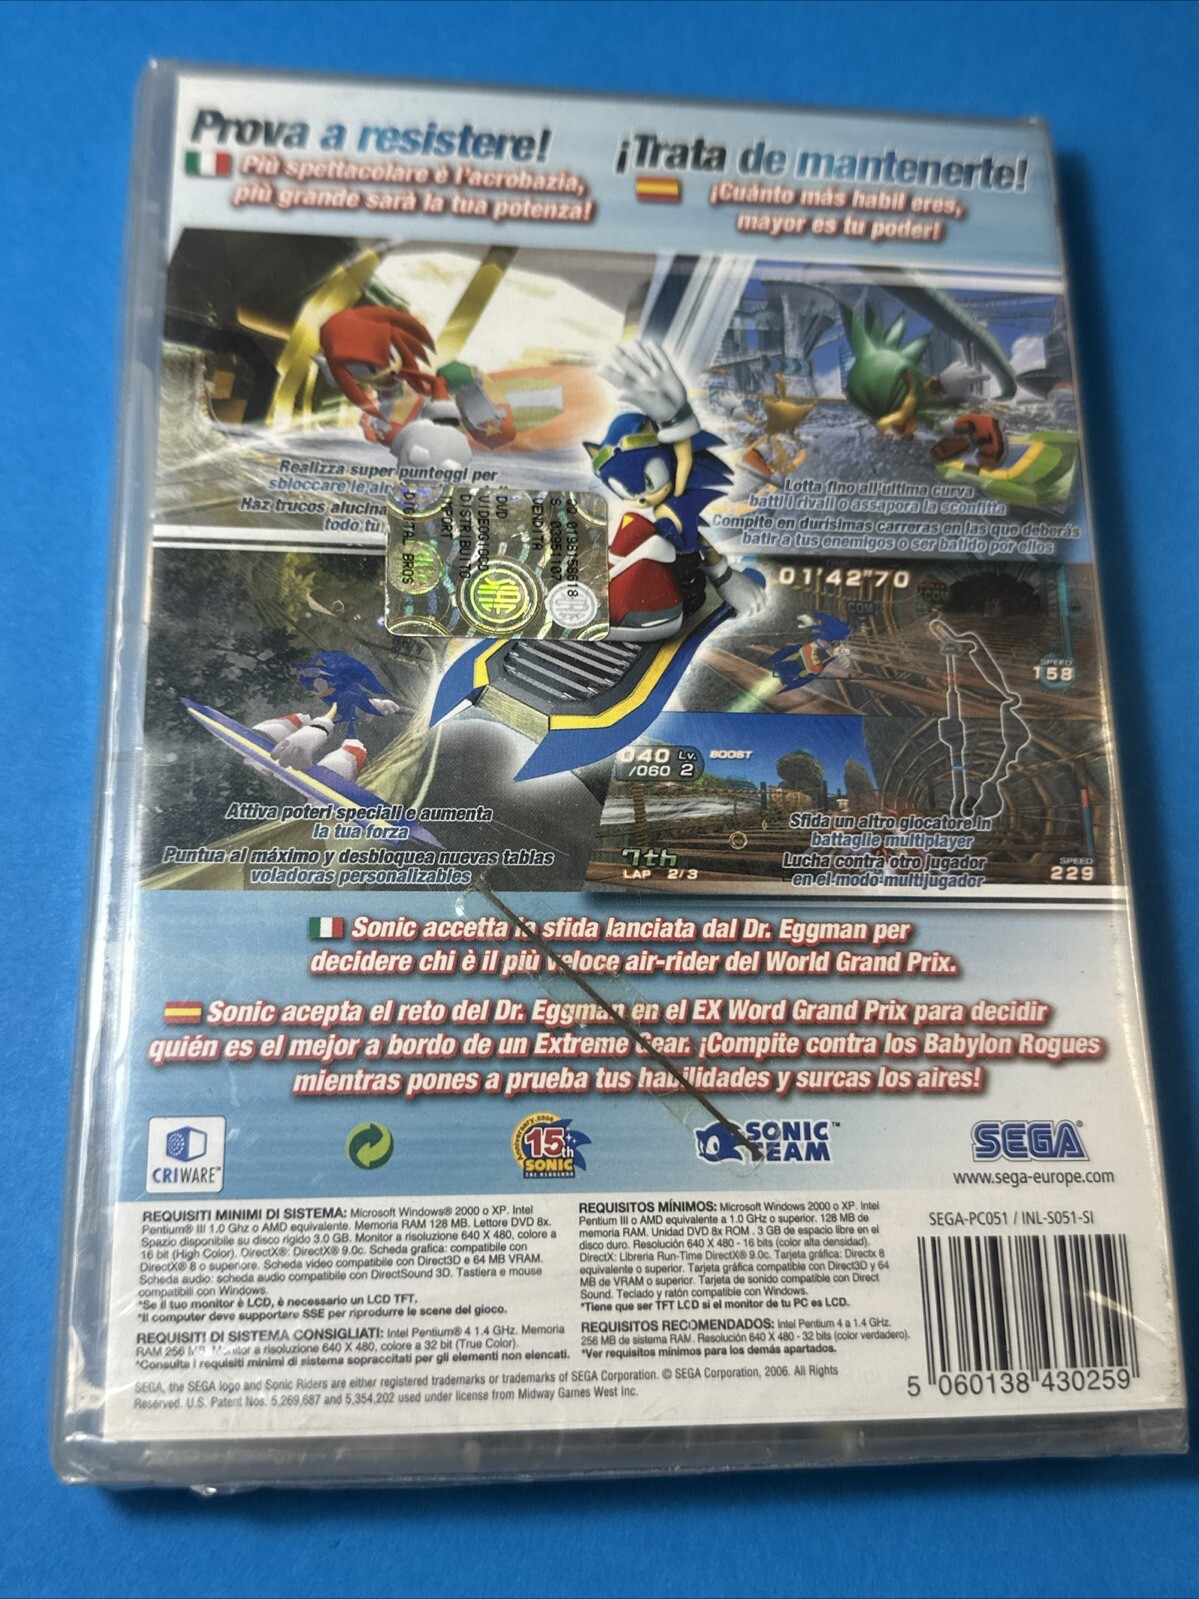 Prova a resistere!
Più spettacolare è l'acrobazia,
più grande sarà la tua potenza!
¡Trata de mantenerte!
¡Cuánto más habil eres,
mayor es tu poder!
Realizza super punteggi per
sbloccare le air
Haz trucos alucina
todo tu
Lotta fino all'ultima curva
batti i rivali o assapora la sconfitta
Compite en durisimas carreras en las que deberás
batir a tus enemigos o ser batido por ellos
VENDITA
DVD
VIDEOGIOCO
DISTRIBUITO
DIGITAL BROS
01'42"70
SPEED
158
040
/060
Lv.
2
BOOST
7th
LAP 2/3
SPEED
229
Attiva poteri speciali e aumenta
la tua forza
Puntua al máximo y desbloquea nuevas tablas
voladoras personalizables
Sfida un altro giocatore in
battaglie multiplayer
Lucha contra otro jugador
en el modo multijugador
Sonic accetta la sfida lanciata dal Dr. Eggman per
decidere chi è il più veloce air-rider del World Grand Prix.
Sonic acepta el reto del Dr. Eggman en el EX Word Grand Prix para decidir
quién es el mejor a bordo de un Extreme Gear. ¡Compite contra los Babylon Rogues
mientras pones a prueba tus habilidades y surcas los aires!
CRIWARE™
Anniversary 2006
15th
SONIC
THE HEDGEHOG
SONIC
TEAM™
SEGA®
www.sega-europe.com
REQUISITI MINIMI DI SISTEMA: Microsoft Windows® 2000 o XP. Intel
Pentium® III 1.0 Ghz o AMD equivalente. Memoria RAM 128 MB. Lettore DVD 8x.
Spazio disponibile su disco rigido 3.0 GB. Monitor a risoluzione 640 X 480, colore a
16 bit (High Color). DirectX®: DirectX® 9.0c. Scheda grafica: compatibile con
DirectX® 8 o superiore. Scheda video compatibile con Direct3D e 64 MB VRAM.
Scheda audio: scheda audio compatibile con DirectSound 3D. Tastiera e mouse
compatibili con Windows.
*Se il tuo monitor è LCD, è necessario un LCD TFT.
*Il computer deve supportare SSE per riprodurre le scene del gioco.
REQUISITI DI SISTEMA CONSIGLIATI: Intel Pentium® 4 1.4 GHz. Memoria
RAM 256 MB. Monitor a risoluzione 640 X 480, colore a 32 bit (True Color).
*Consulta i requisiti minimi di sistema sopraccitati per gli elementi non elencati.
REQUISITOS MÍNIMOS: Microsoft Windows 2000 o XP. Intel
Pentium III o AMD equivalente a 1.0 GHz o superior. 128 MB de
memoria RAM. Unidad DVD 8x ROM . 3 GB de espacio libre en el
disco duro. Resolución 640 X 480 - 16 bits (color alta densidad).
DirectX: Libreria Run-Time DirectX® 9.0c. Tarjeta gráfica: Directx 8
equivalente o superior. Tarjeta gráfica compatible con Direct3D y 64
MB de VRAM o superior. Tarjeta de sonido compatible con Direct
Sound. Teclado y ratón compatible con Windows.
*Tiene que ser TFT LCD si el monitor de tu PC es LCD.
REQUISITOS RECOMENDADOS: Intel Pentium 4 a 1.4 GHz.
256 MB de sistema RAM. Resolución 640 X 480 - 32 bits (color verdadero).
*Ver requisitos mínimos para los demás apartados.
SEGA-PC051 / INL-S051-SI
5 060138 430259
SEGA, the SEGA logo and Sonic Riders are either registered trademarks or trademarks of SEGA Corporation. © SEGA Corporation, 2006. All Rights
Reserved. U.S. Patent Nos. 5,269,687 and 5,354,202 used under license from Midway Games West Inc.